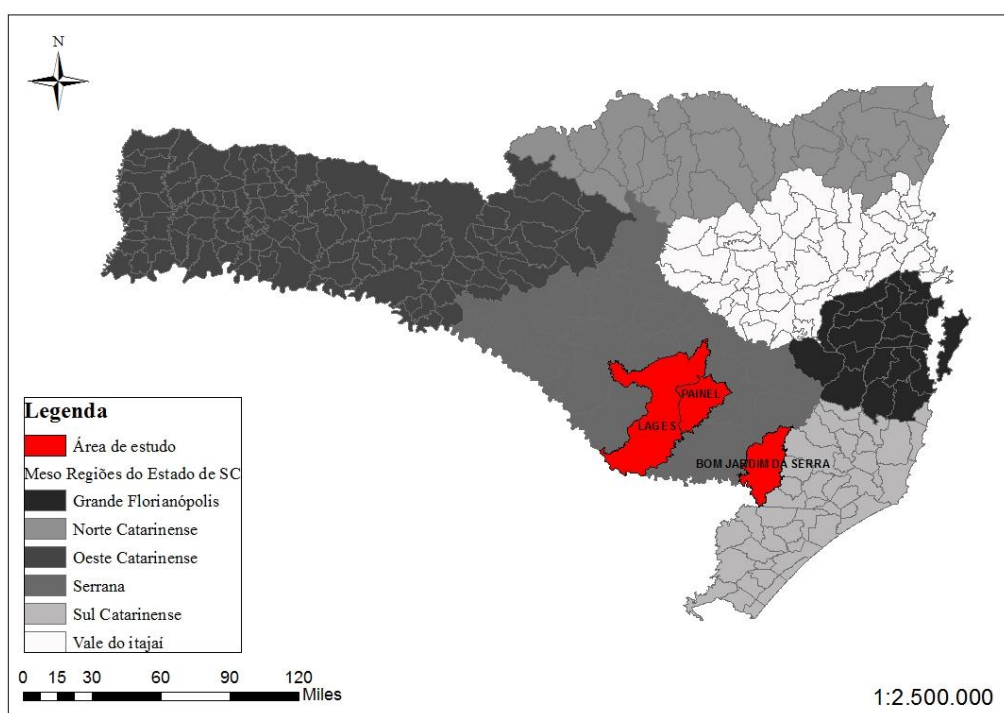 N
PAINEL
LAGES
BOM JARDIM DA SERRA
Legenda
Área de estudo
Meso Regiões do Estado de SC
Grande Florianópolis
Norte Catarinense
Oeste Catarinense
Serrana
Sul Catarinense
Vale do itajaí
0 15 30 60 90 120
Miles
1:2.500.000